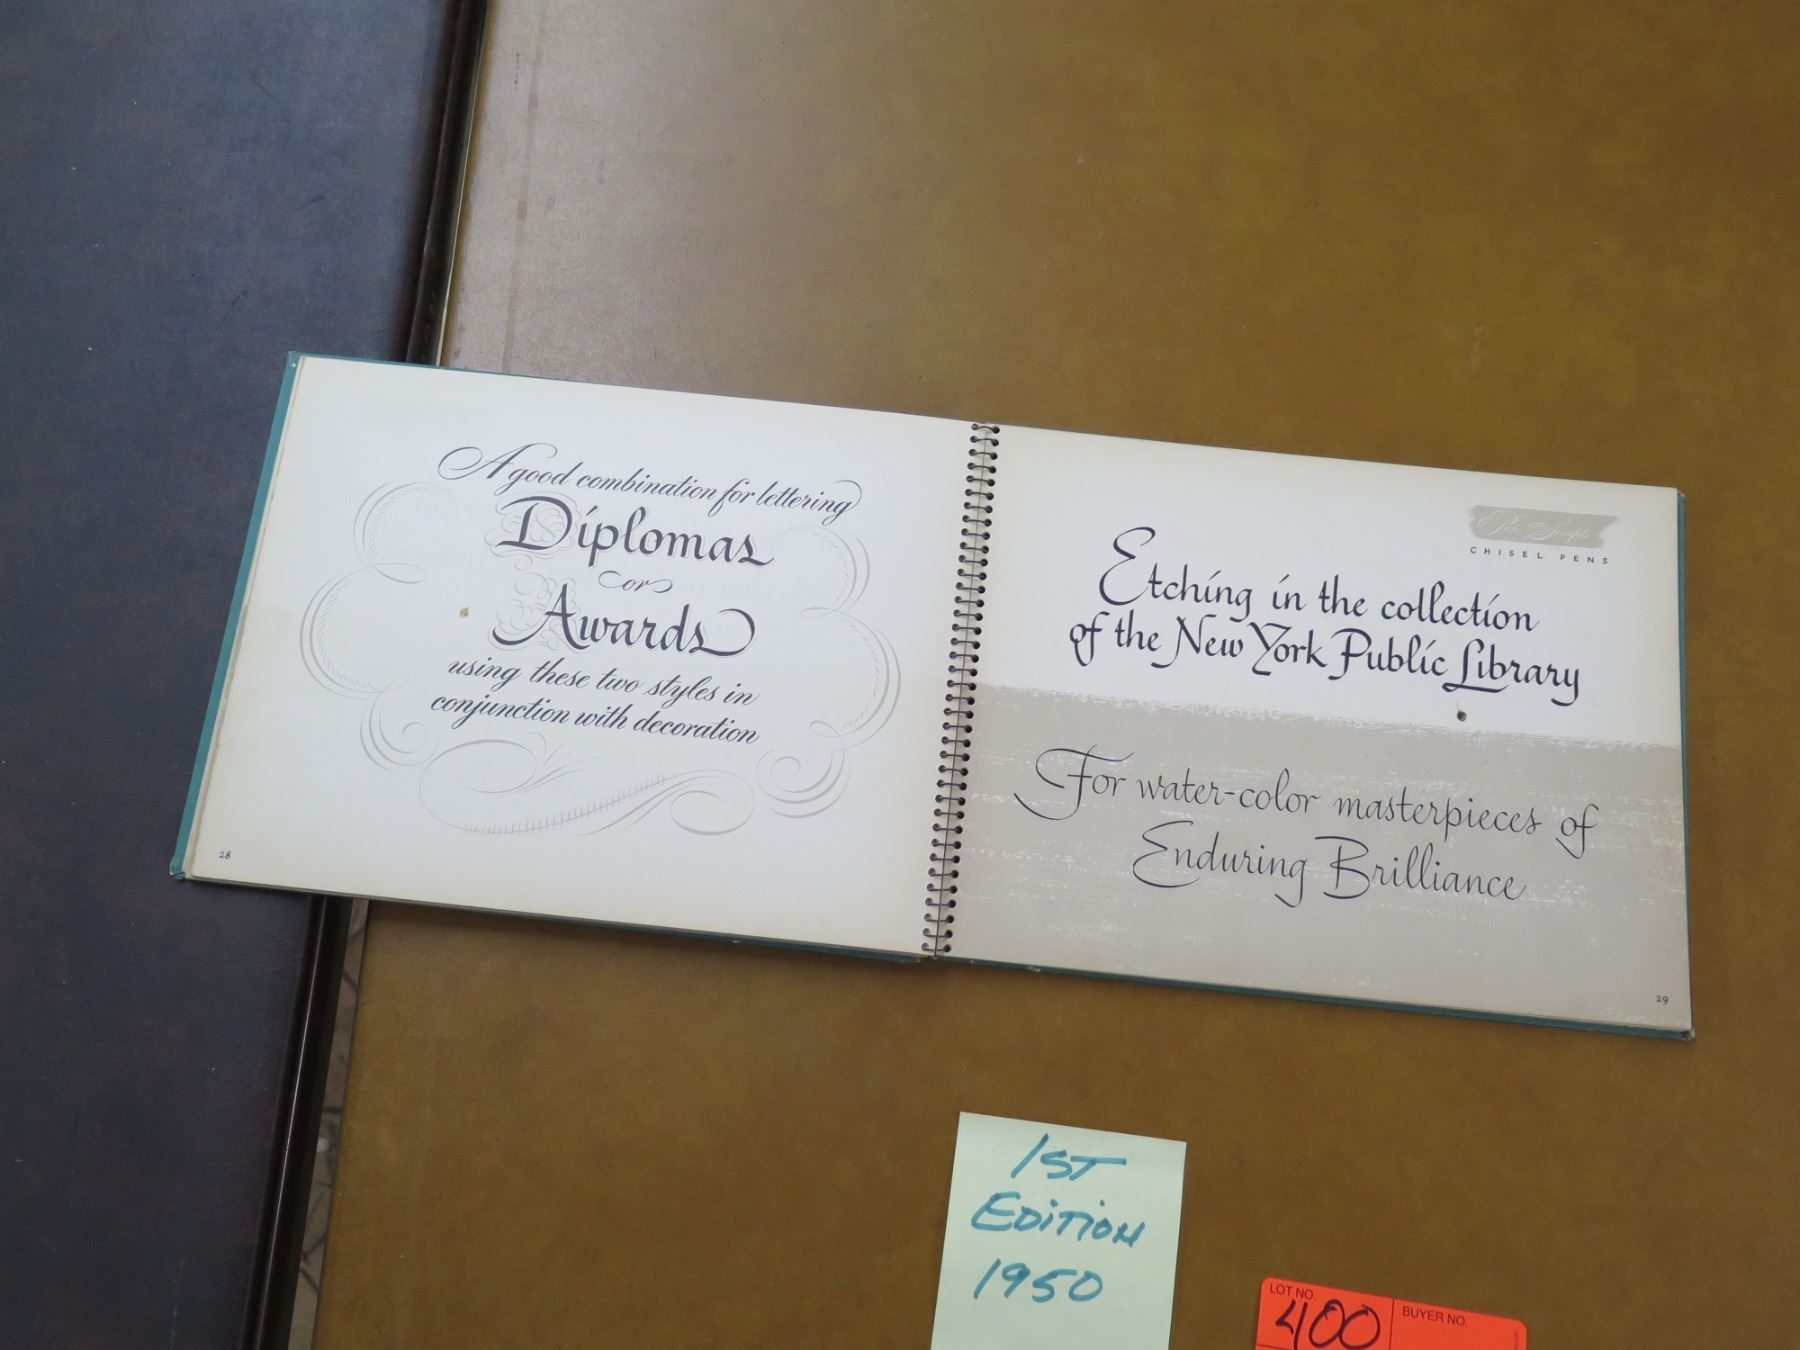 A good combination for lettering
Diplomas
or
Awards
using these two styles in
conjunction with decoration
28
Pen Scripts
CHISEL PENS
Etching in the collection
of the New York Public Library
For water-color masterpieces of
Enduring Brilliance
29
1ST
EDITION
1950
LOT NO.
400
BUYER NO.